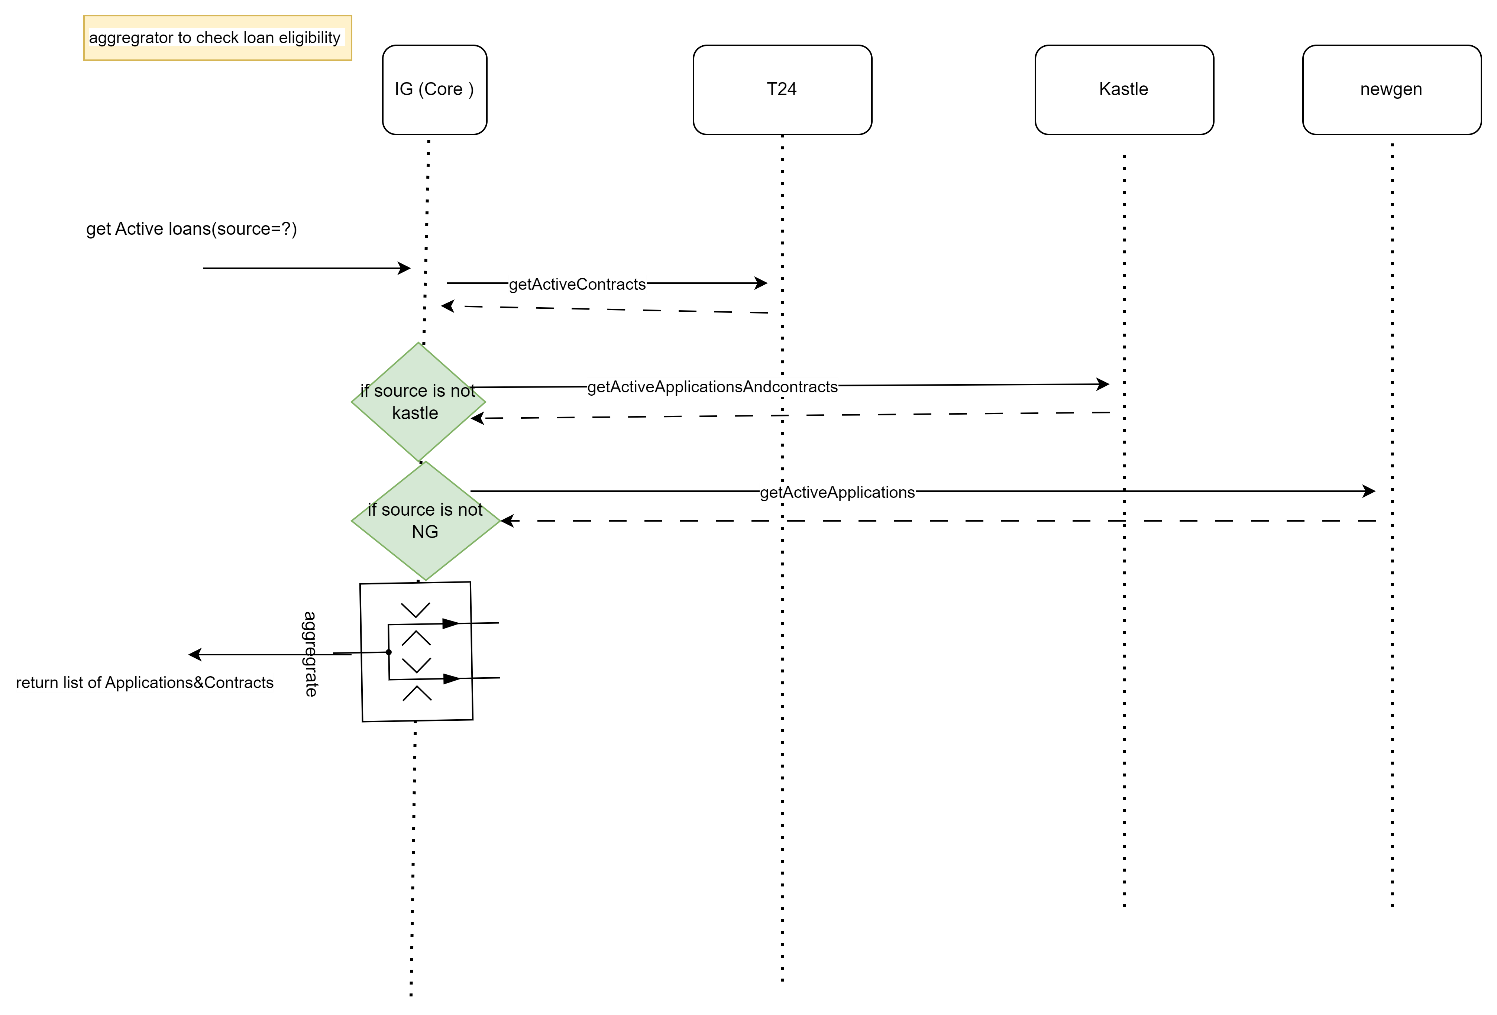 aggregrator to check loan eligibility
IG (Core )
T24
Kastle
newgen
get Active loans(source=?)
getActiveContracts
if source is not
kastle
getActiveApplicationsAndcontracts
if source is not
NG
getActiveApplications
aggregrate
return list of Applications&Contracts